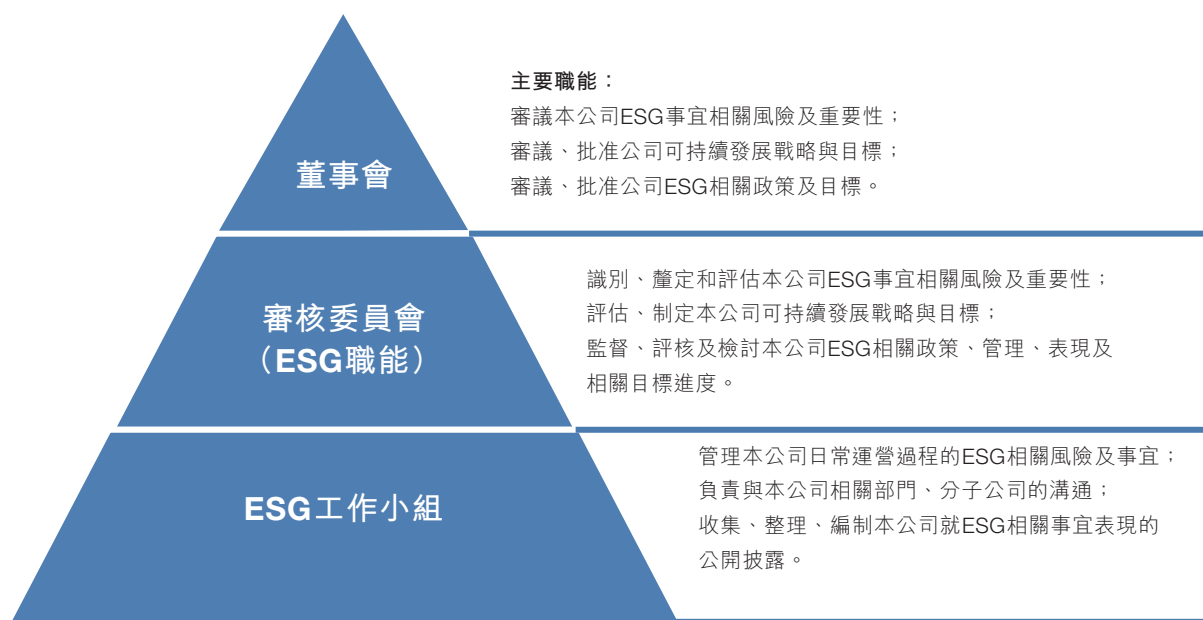 董事會
主要職能：
審議本公司ESG事宜相關風險及重要性；
審議、批准公司可持續發展戰略與目標；
審議、批准公司ESG相關政策及目標。
審核委員會
（ESG職能）
識別、釐定和評估本公司ESG事宜相關風險及重要性；
評估、制定本公司可持續發展戰略與目標；
監督、評核及檢討本公司ESG相關政策、管理、表現及
相關目標進度。
ESG工作小組
管理本公司日常運營過程的ESG相關風險及事宜；
負責與本公司相關部門、分子公司的溝通；
收集、整理、編制本公司就ESG相關事宜表現的
公開披露。